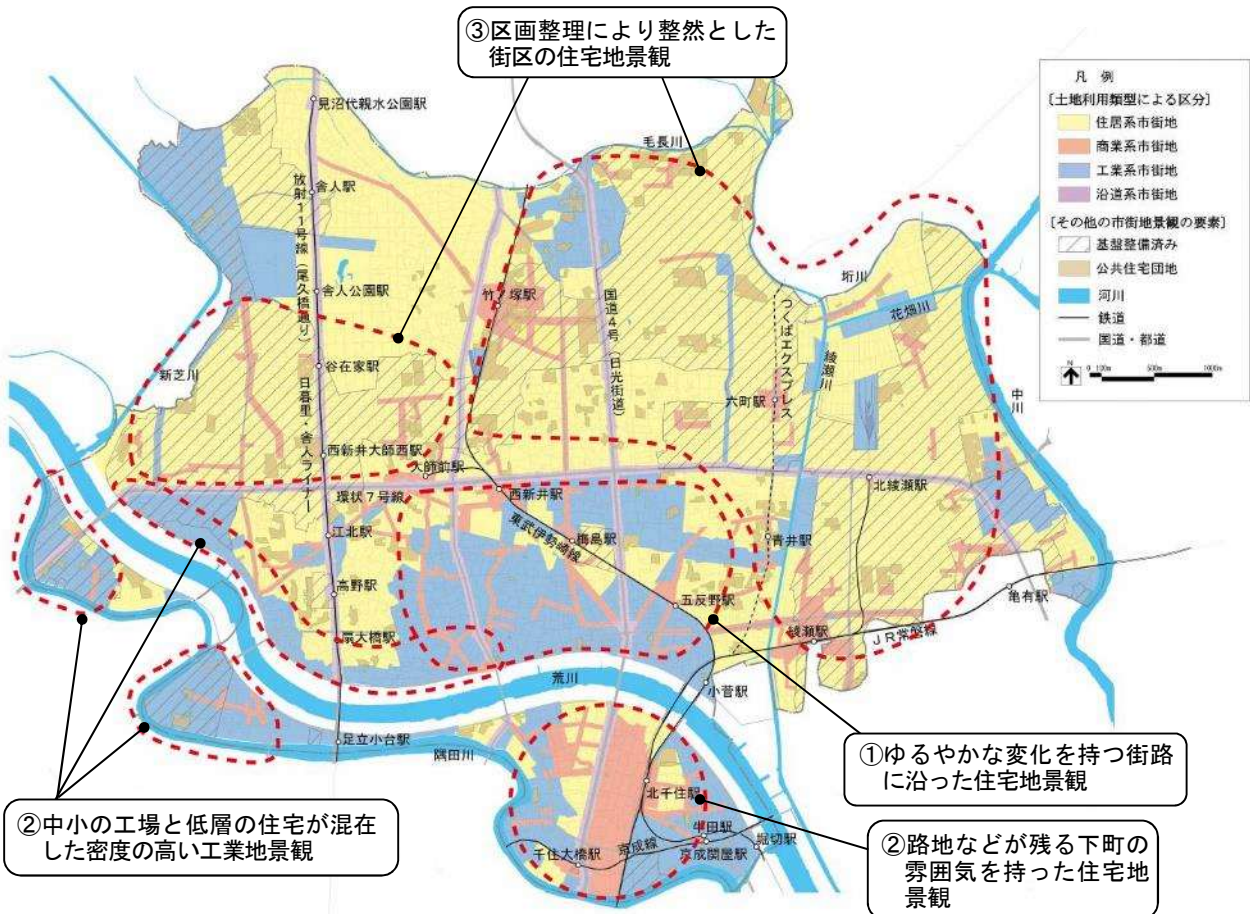 ③区画整理により整然とした
街区の住宅地景観
凡 例
[土地利用類型による区分]
住居系市街地
商業系市街地
工業系市街地
沿道系市街地
[その他の市街地景観の要素]
基盤整備済み
公共住宅団地
河川
鉄道
国道・都道
N 0 100m 500m 1000m
見沼代親水公園駅
毛長川
舎人駅
放射11号線(尾久橋通り)
舎人公園駅
竹ノ塚駅
国道4号(日光街道)
つくばエクスプレス
垳川
花畑川
綾瀬川
中川
新芝川
谷在家駅
日暮里・舎人ライナー
六町駅
西新井大師西駅
大師前駅
環状7号線
西新井駅
北綾瀬駅
東武伊勢崎線
梅島駅
江北駅
青井駅
高野駅
五反野駅
亀有駅
扇大橋駅
綾瀬駅
JR常盤線
荒川
小菅駅
足立小台駅
隅田川
北千住駅
牛田駅
堀切駅
京成線
京成関屋駅
千住大橋駅
①ゆるやかな変化を持つ街路
に沿った住宅地景観
②中小の工場と低層の住宅が混在
した密度の高い工業地景観
②路地などが残る下町の
雰囲気を持った住宅地
景観